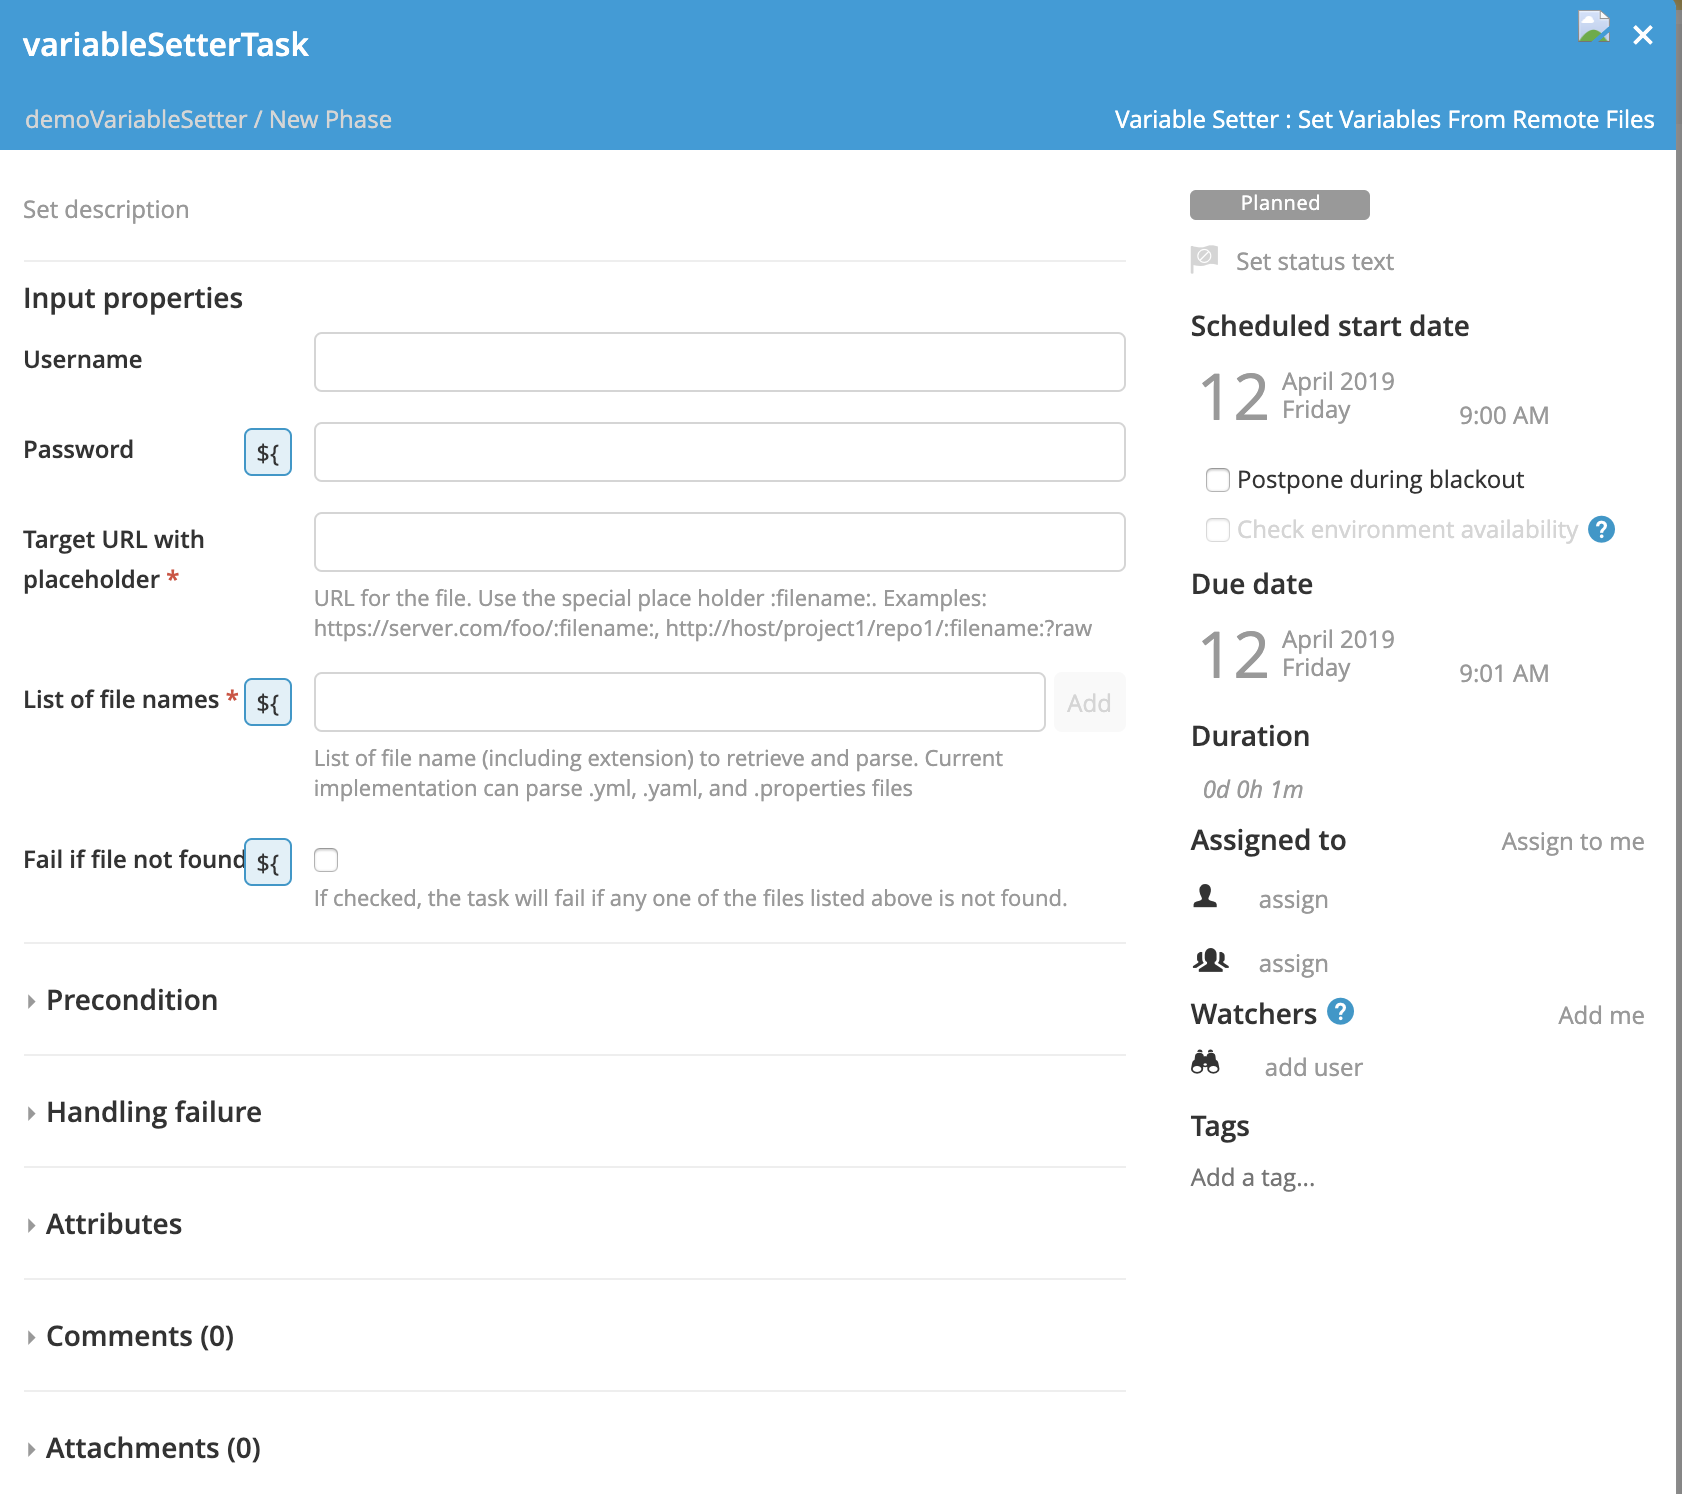 variableSetterTask
demoVariableSetter / New Phase
Variable Setter : Set Variables From Remote Files
Set description
Input properties
Username
Password
${
Target URL with
placeholder *
URL for the file. Use the special place holder :filename:. Examples:
https://server.com/foo/:filename:, http://host/project1/repo1/:filename:?raw
List of file names *
${
Add
List of file name (including extension) to retrieve and parse. Current
implementation can parse .yml, .yaml, and .properties files
Fail if file not found
${
If checked, the task will fail if any one of the files listed above is not found.
Precondition
Handling failure
Attributes
Comments (0)
Attachments (0)
Planned
Set status text
Scheduled start date
12
April 2019
Friday
9:00 AM
Postpone during blackout
Check environment availability ?
Due date
12
April 2019
Friday
9:01 AM
Duration
0d 0h 1m
Assigned to
Assign to me
assign
assign
Watchers ?
Add me
add user
Tags
Add a tag...